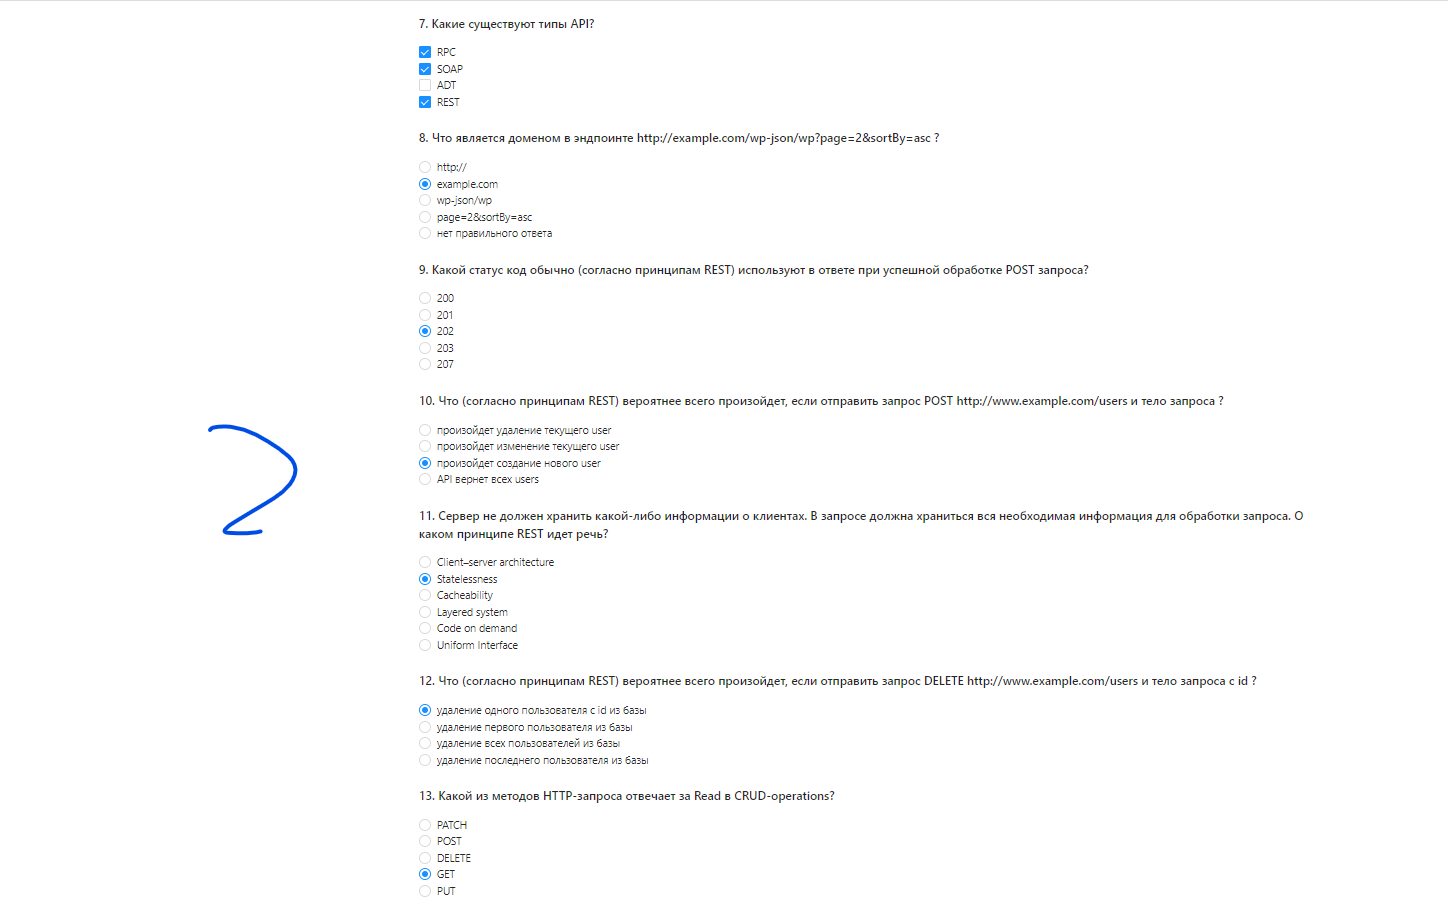 7. Какие существуют типы API?
RPC
SOAP
ADT
REST
8. Что является доменом в эндпоинте http://example.com/wp-json/wp?page=2&sortBy=asc ?
http://
example.com
wp-json/wp
page=2&sortBy=asc
нет правильного ответа
9. Какой статус код обычно (согласно принципам REST) используют в ответе при успешной обработке POST запроса?
200
201
202
203
207
10. Что (согласно принципам REST) вероятнее всего произойдет, если отправить запрос POST http://www.example.com/users и тело запроса ?
произойдет удаление текущего user
произойдет изменение текущего user
произойдет создание нового user
API вернет всех users
2
11. Сервер не должен хранить какой-либо информации о клиентах. В запросе должна храниться вся необходимая информация для обработки запроса. О
каком принципе REST идет речь?
Client–server architecture
Statelessness
Cacheability
Layered system
Code on demand
Uniform Interface
12. Что (согласно принципам REST) вероятнее всего произойдет, если отправить запрос DELETE http://www.example.com/users и тело запроса с id ?
удаление одного пользователя с id из базы
удаление первого пользователя из базы
удаление всех пользователей из базы
удаление последнего пользователя из базы
13. Какой из методов HTTP-запроса отвечает за Read в CRUD-operations?
PATCH
POST
DELETE
GET
PUT